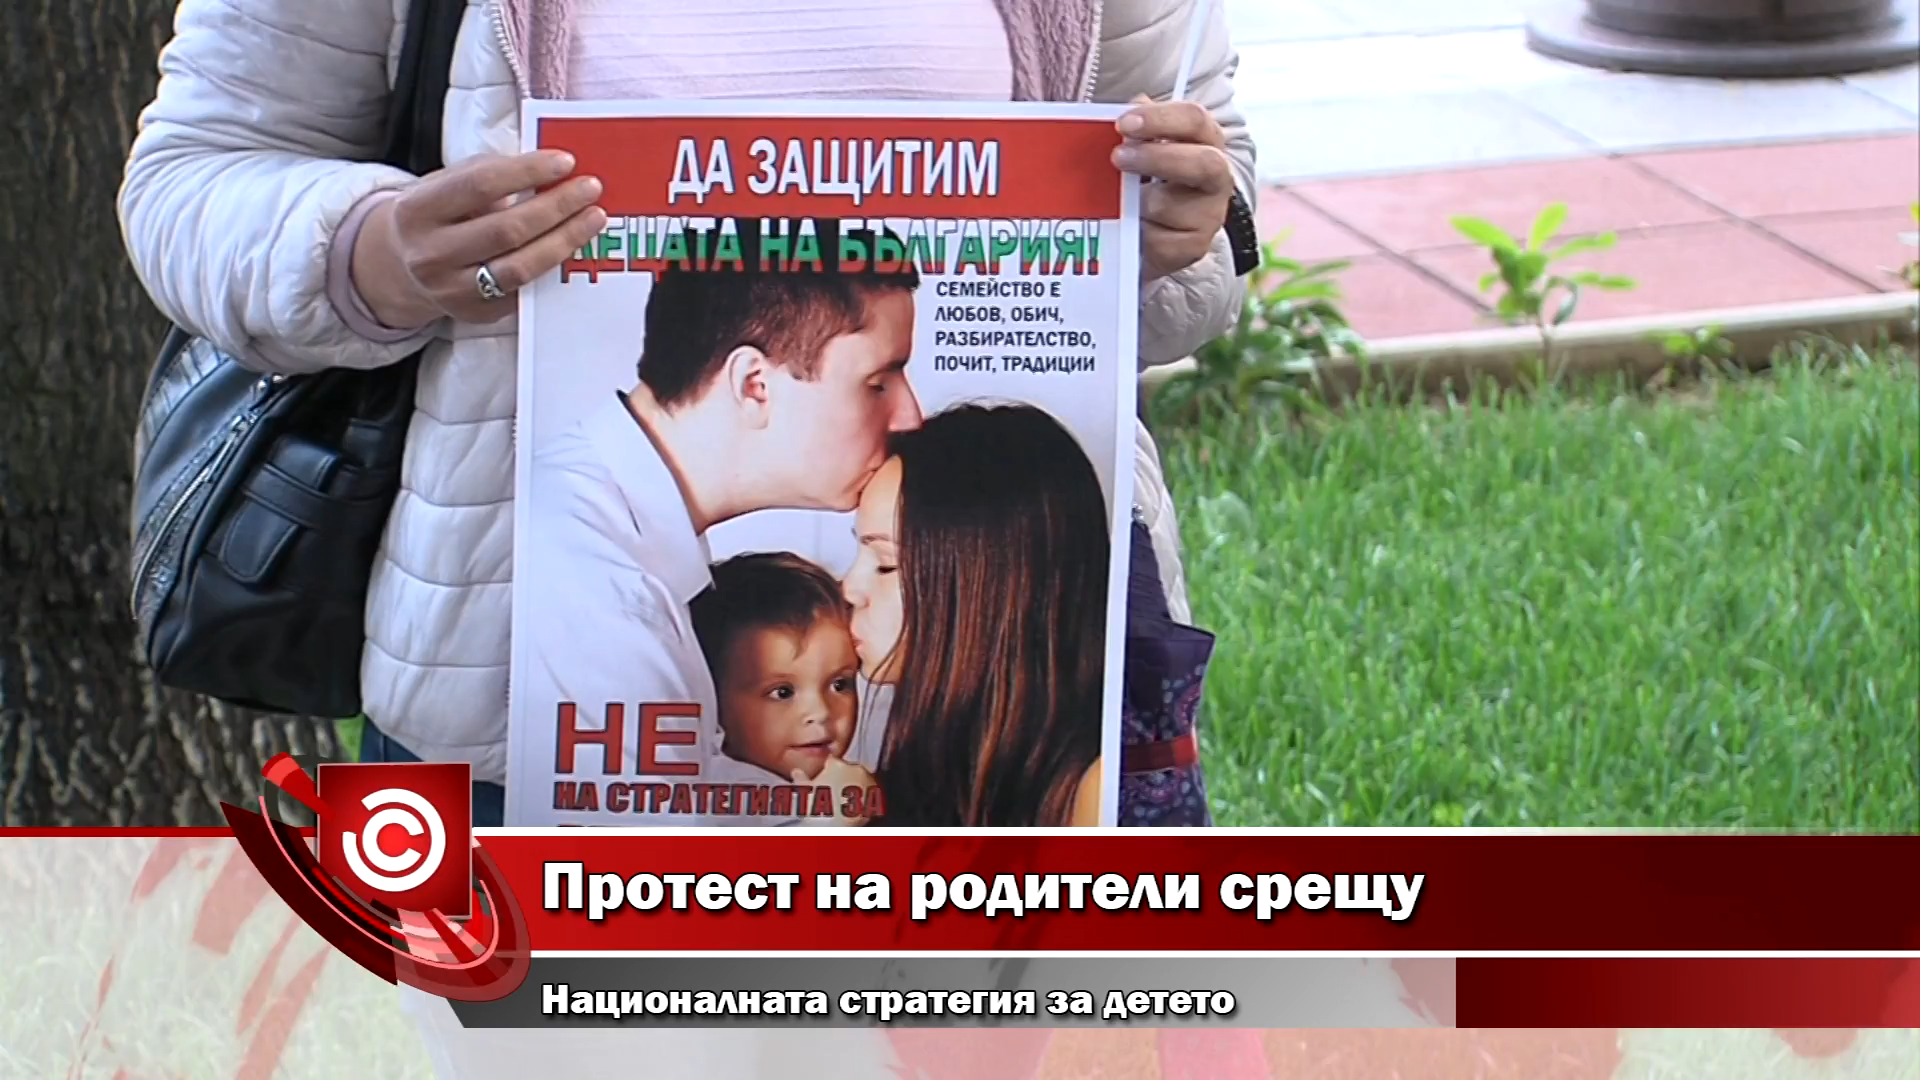 ДА ЗАЩИТИМ
ДЕЦАТА НА БЪЛГАРИЯ!
СЕМЕЙСТВО Е
ЛЮБОВ, ОБИЧ,
РАЗБИРАТЕЛСТВО,
ПОЧИТ, ТРАДИЦИИ
НЕ
НА СТРАТЕГИЯТА ЗА
Протест на родители срещу
Националната стратегия за детето